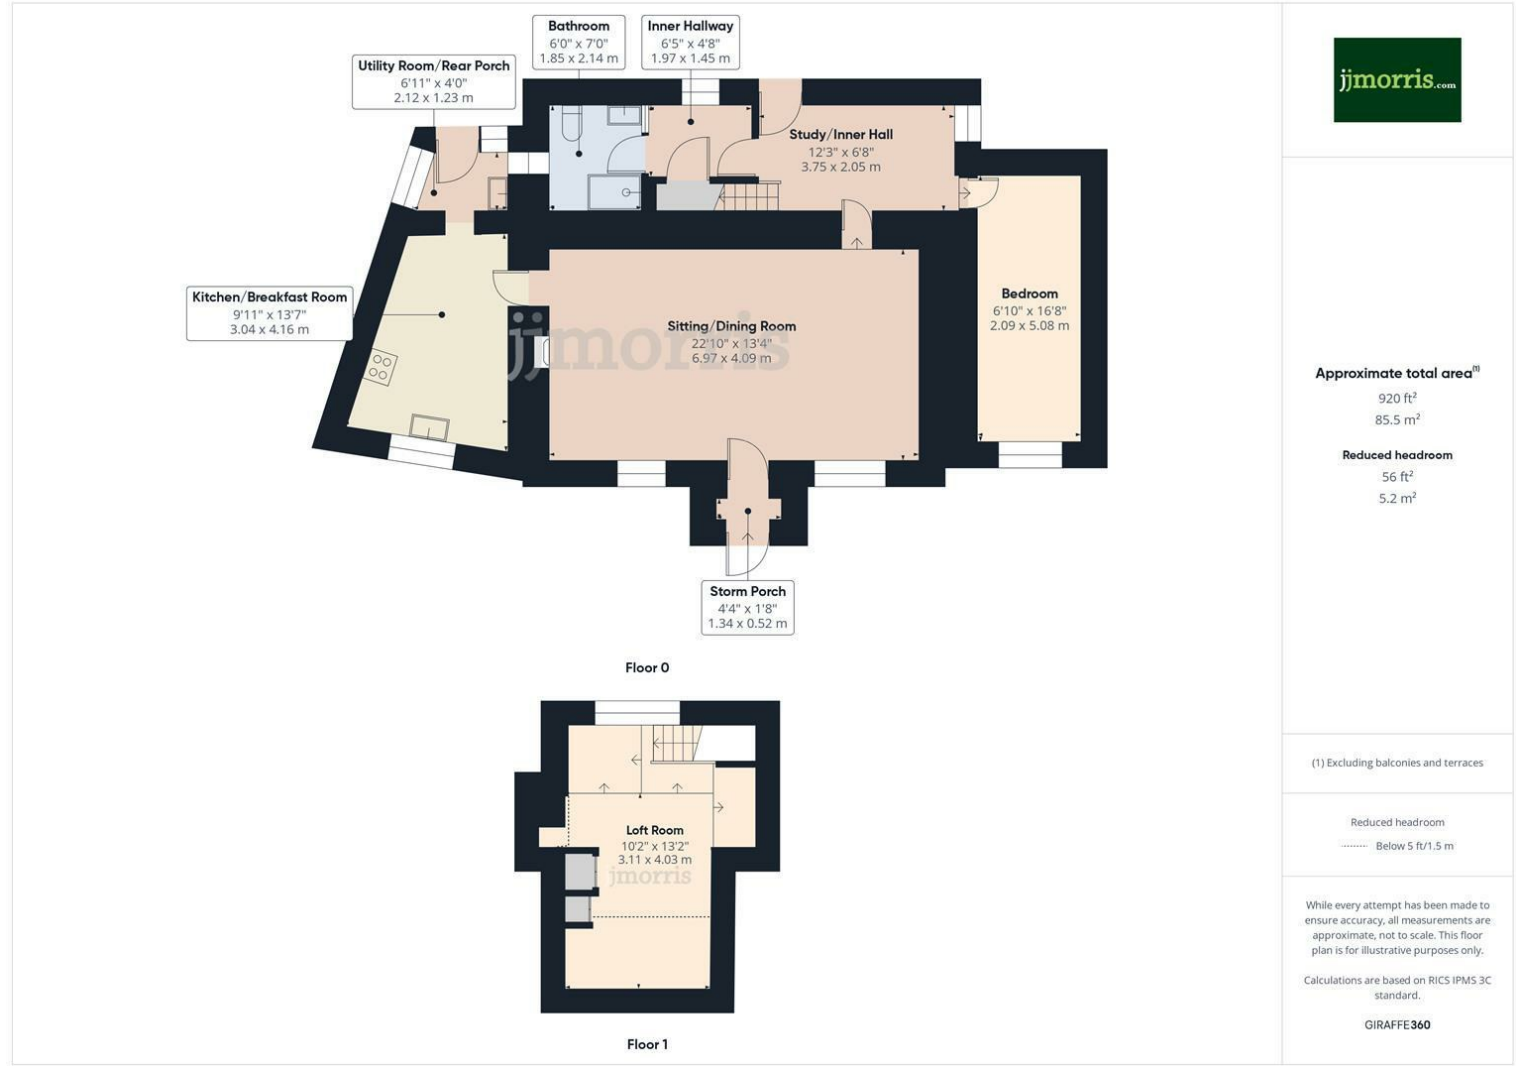 Bathroom
6'0" x 7'0"
1.85 x 2.14 m
Inner Hallway
6'5" x 4'8"
1.97 x 1.45 m
Utility Room/Rear Porch
6'11" x 4'0"
2.12 x 1.23 m
Study/Inner Hall
12'3" x 6'8"
3.75 x 2.05 m
Kitchen/Breakfast Room
9'11" x 13'7"
3.04 x 4.16 m
Sitting/Dining Room
22'10" x 13'4"
6.97 x 4.09 m
jjmorris
Bedroom
6'10" x 16'8"
2.09 x 5.08 m
Storm Porch
4'4" x 1'8"
1.34 x 0.52 m
Floor 0
Loft Room
10'2" x 13'2"
3.11 x 4.03 m
jjmorris
Floor 1
jjmorris.com
Approximate total area(1)
920 ft²
85.5 m²
Reduced headroom
56 ft²
5.2 m²
(1) Excluding balconies and terraces
Reduced headroom
Below 5 ft/1.5 m
While every attempt has been made to
ensure accuracy, all measurements are
approximate, not to scale. This floor
plan is for illustrative purposes only.
Calculations are based on RICS IPMS 3C
standard.
GIRAFFE360